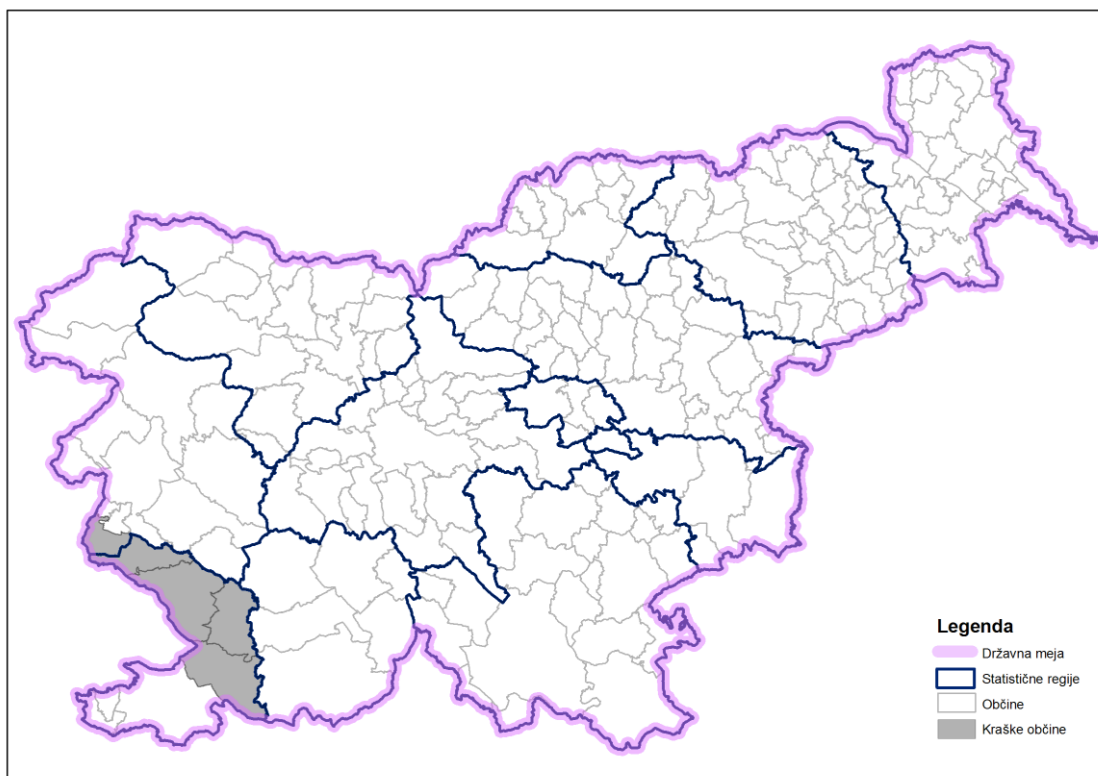 Legenda
Državna meja
Statistične regije
Občine
Kraške občine